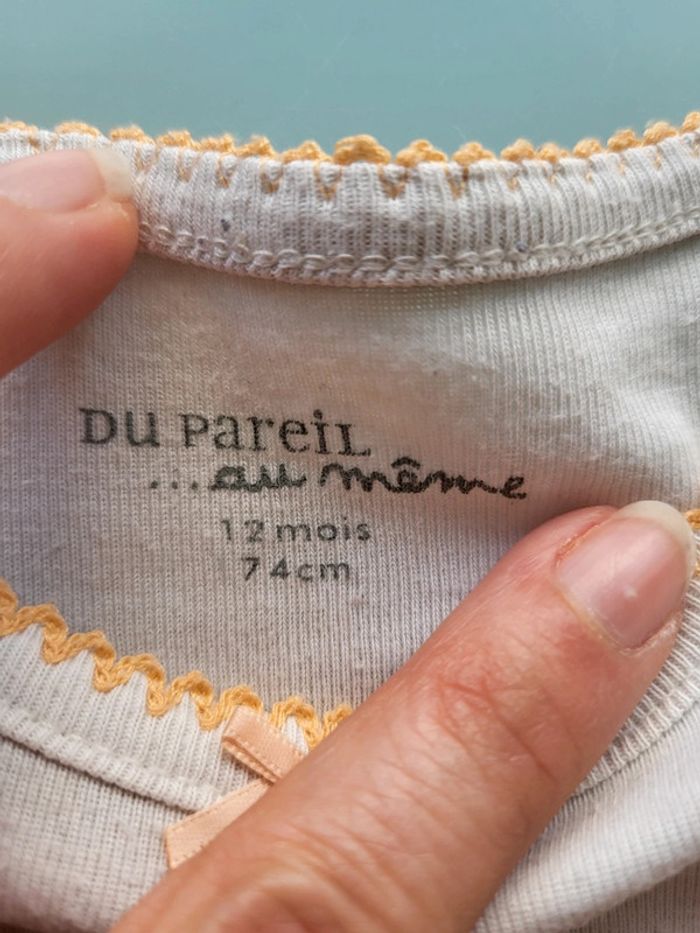 DU PAREIL
...au même
12 mois
74cm